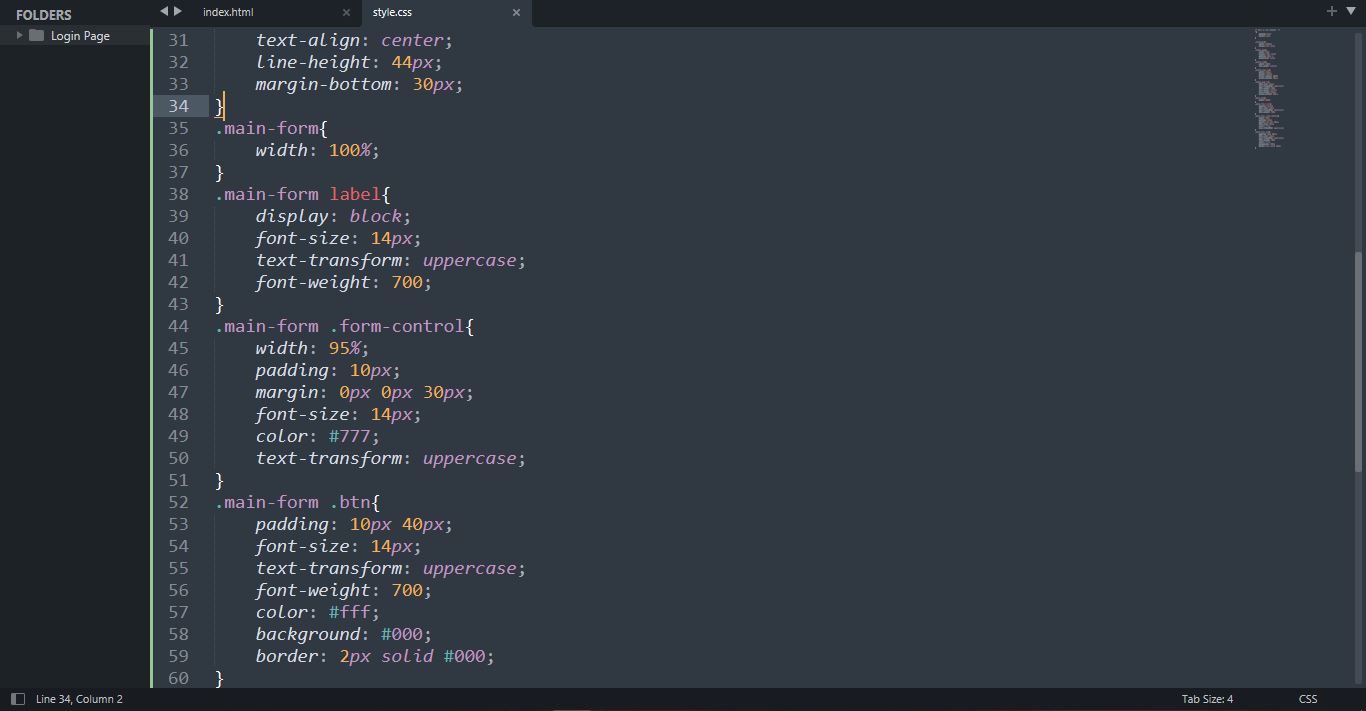 FOLDERS
Login Page
index.html
style.css
31 text-align: center;
32 line-height: 44px;
33 margin-bottom: 30px;
34 }
35 .main-form{
36 width: 100%;
37 }
38 .main-form label{
39 display: block;
40 font-size: 14px;
41 text-transform: uppercase;
42 font-weight: 700;
43 }
44 .main-form .form-control{
45 width: 95%;
46 padding: 10px;
47 margin: 0px 0px 30px;
48 font-size: 14px;
49 color: #777;
50 text-transform: uppercase;
51 }
52 .main-form .btn{
53 padding: 10px 40px;
54 font-size: 14px;
55 text-transform: uppercase;
56 font-weight: 700;
57 color: #fff;
58 background: #000;
59 border: 2px solid #000;
60 }
Line 34, Column 2
Tab Size: 4
CSS